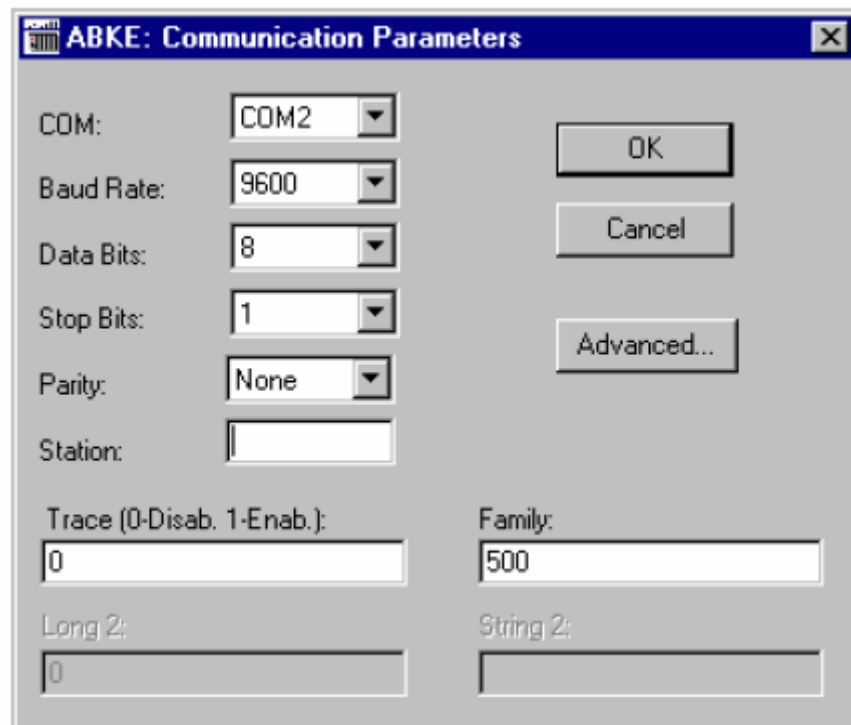 ABKE: Communication Parameters
COM: COM2
OK
Baud Rate: 9600
Cancel
Data Bits: 8
Stop Bits: 1
Advanced...
Parity: None
Station:
Trace (0-Disab. 1-Enab.): Family:
0 500
Long 2: String 2:
0